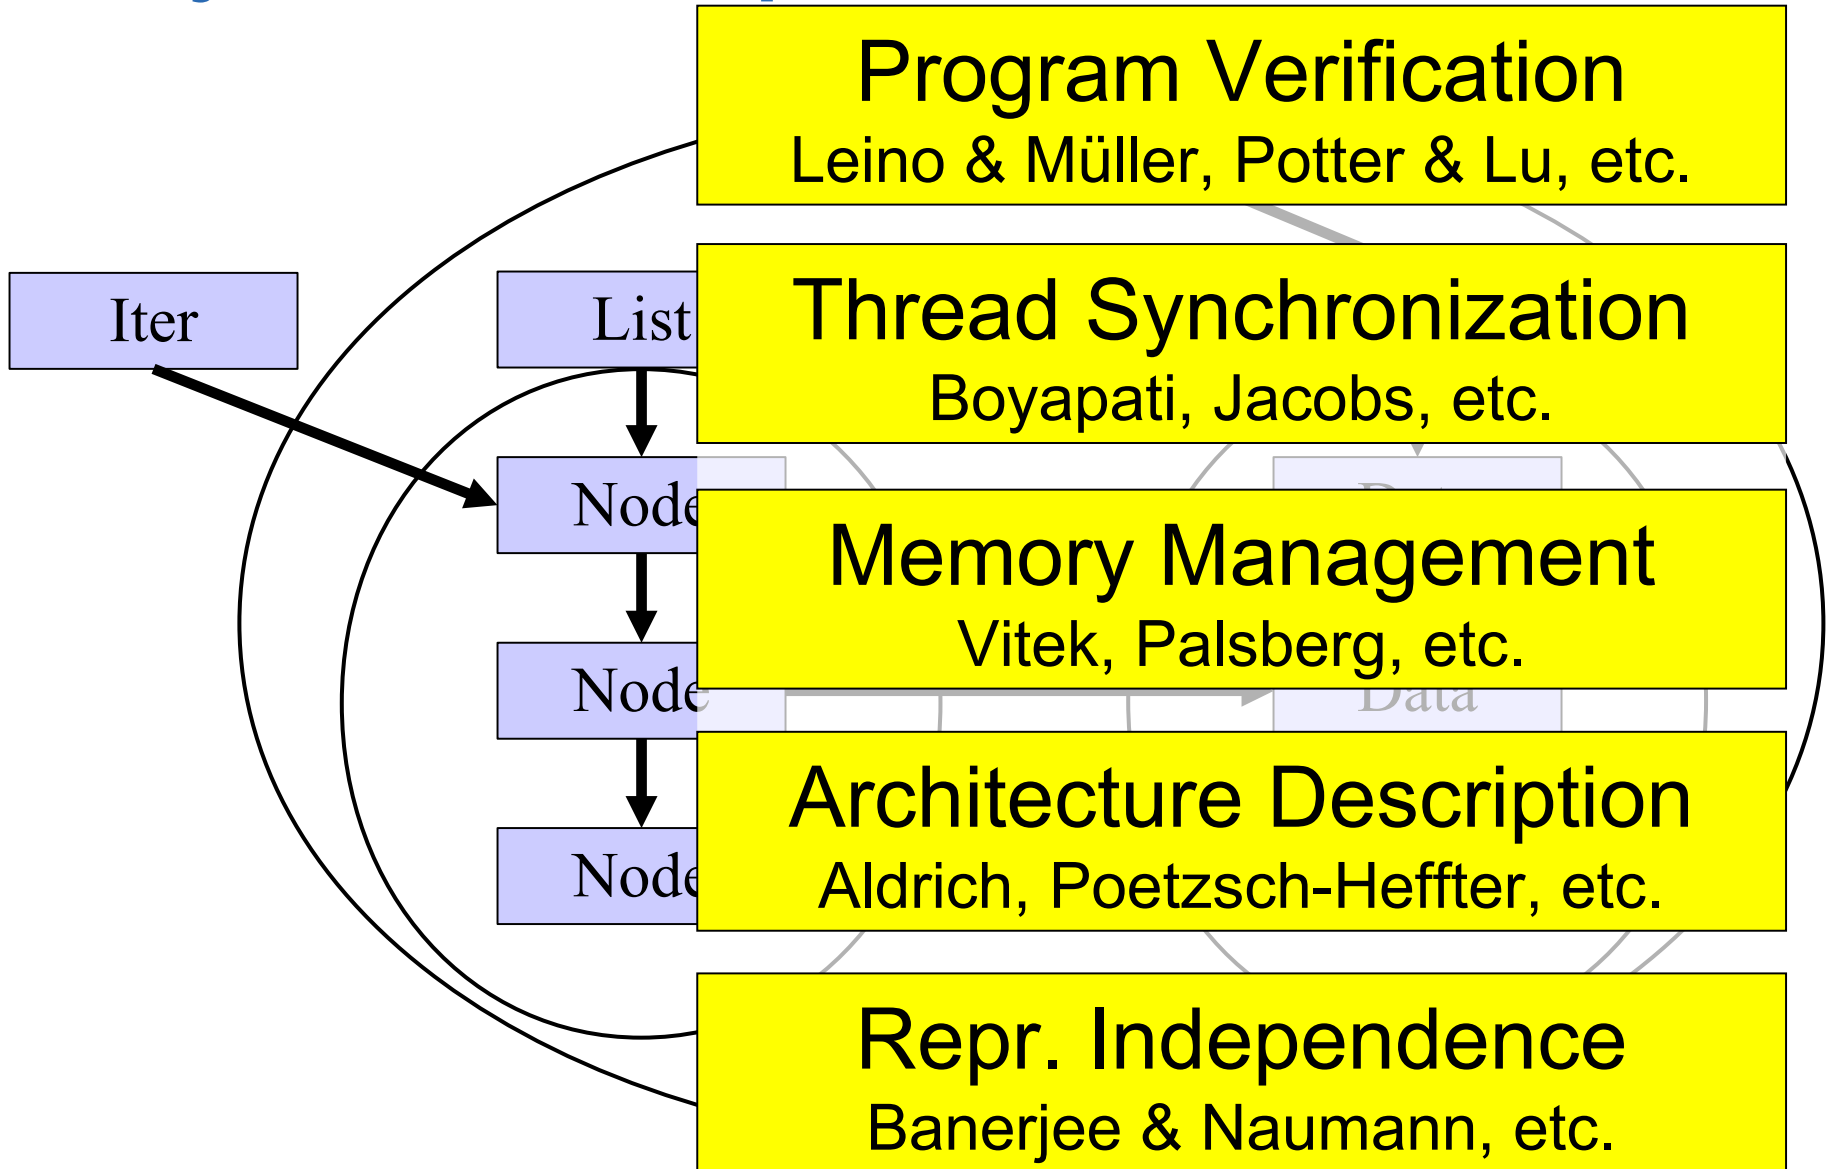 Program Verification
Leino & Müller, Potter & Lu, etc.
Iter
List
Thread Synchronization
Boyapati, Jacobs, etc.
Node
Memory Management
Vitek, Palsberg, etc.
Node
Data
Architecture Description
Aldrich, Poetzsch-Heffter, etc.
Node
Repr. Independence
Banerjee & Naumann, etc.